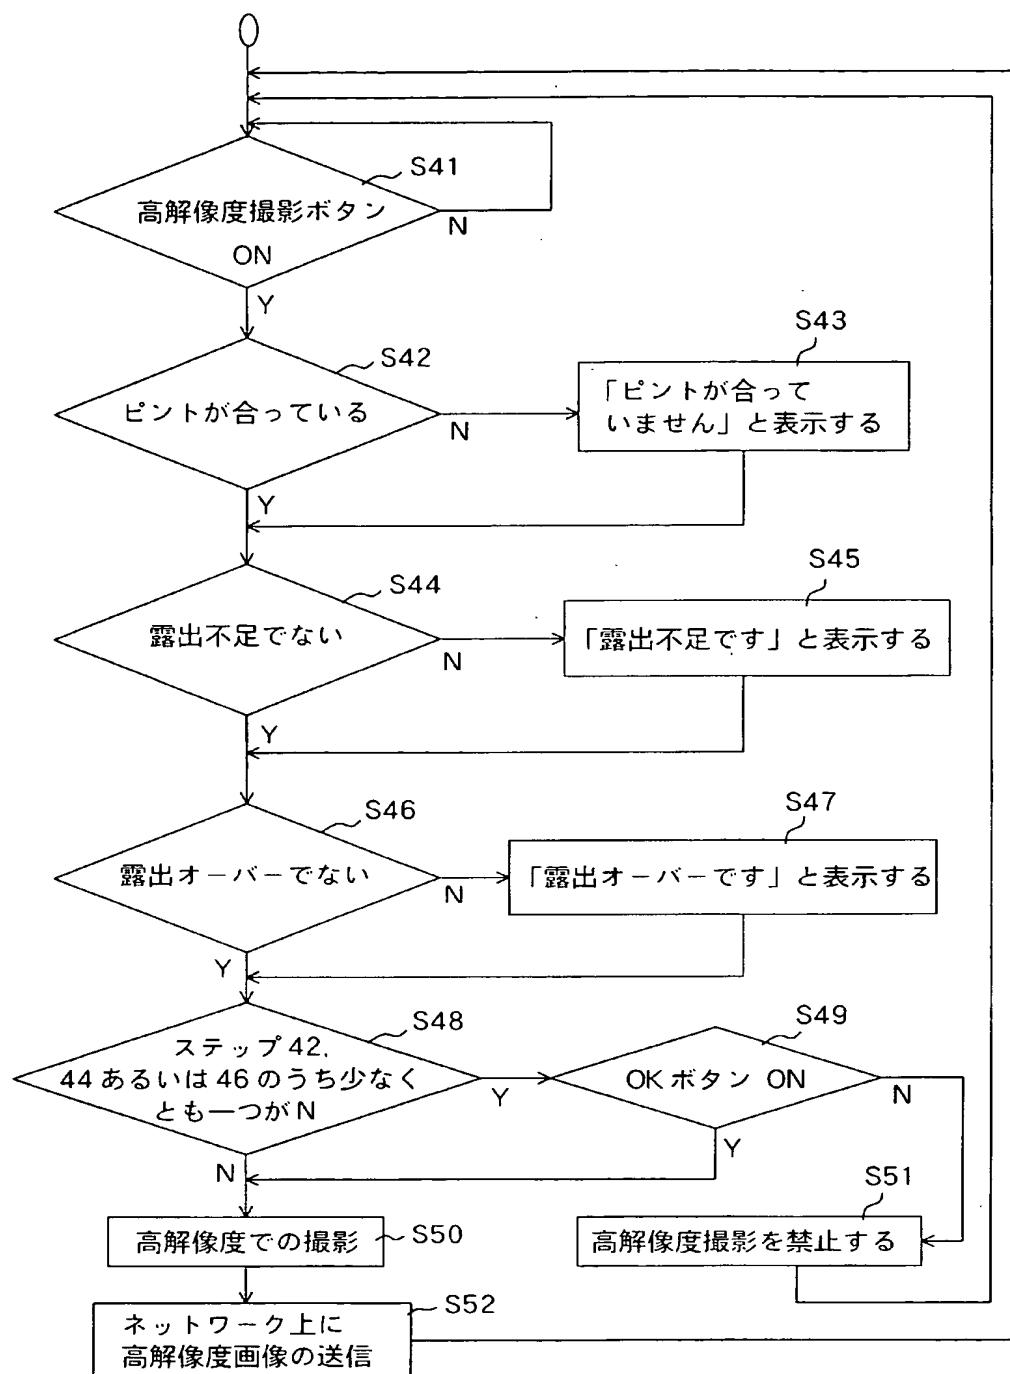 S41
高解像度撮影ボタン
ON
N
Y
S42
ピントが合っている
N
Y
S43
「ピントが合って
いません」と表示する
S44
露出不足でない
N
Y
S45
「露出不足です」と表示する
S46
露出オーバーでない
N
Y
S47
「露出オーバーです」と表示する
S48
ステップ42.
44あるいは46のうち少なく
とも一つがN
Y
N
S49
OKボタン ON
N
Y
S50
高解像度での撮影
S51
高解像度撮影を禁止する
S52
ネットワーク上に
高解像度画像の送信